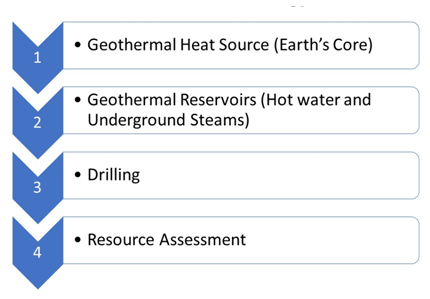 1
• Geothermal Heat Source (Earth's Core)
2
• Geothermal Reservoirs (Hot water and
Underground Steams)
3
• Drilling
4
• Resource Assessment